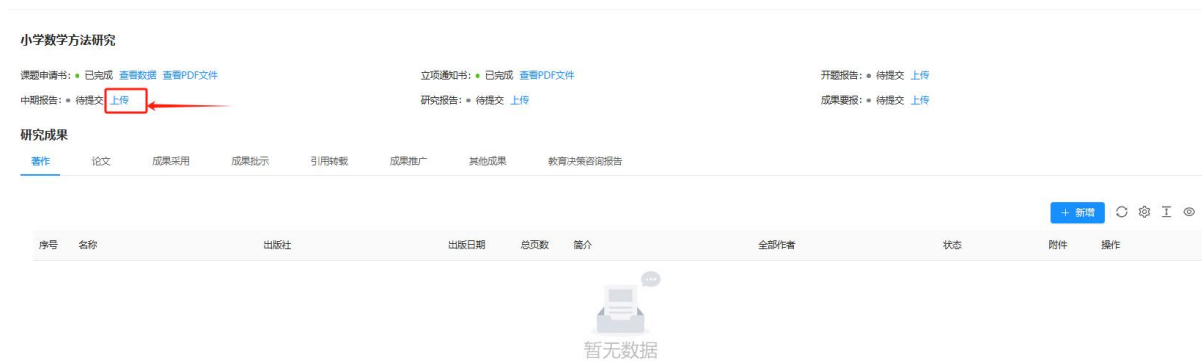 小学数学方法研究
课题申请书: 已完成 查看数据 查看PDF文件 立项通知书: 已完成 查看PDF文件 开题报告: 待提交 上传
中期报告: 待提交 上传 研究报告: 待提交 上传 成果要报: 待提交 上传
研究成果
著作 论文 成果采用 成果批示 引用转载 成果推广 其他成果 教育决策咨询报告
+ 新增
序号 名称 出版社 出版日期 总页数 简介 全部作者 状态 附件 操作
暂无数据